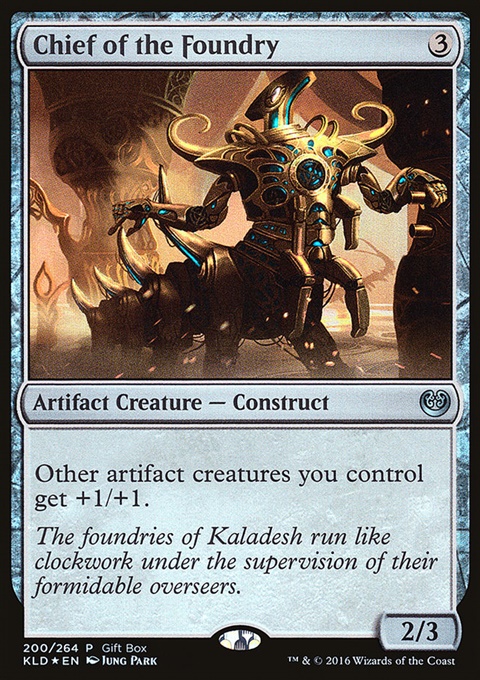 Chief of the Foundry 3
Artifact Creature — Construct
Other artifact creatures you control
get +1/+1.
The foundries of Kaladesh run like
clockwork under the supervision of their
formidable overseers.
2/3
200/264 P Gift Box
KLD★EN Jung Park
™ & © 2016 Wizards of the Coast